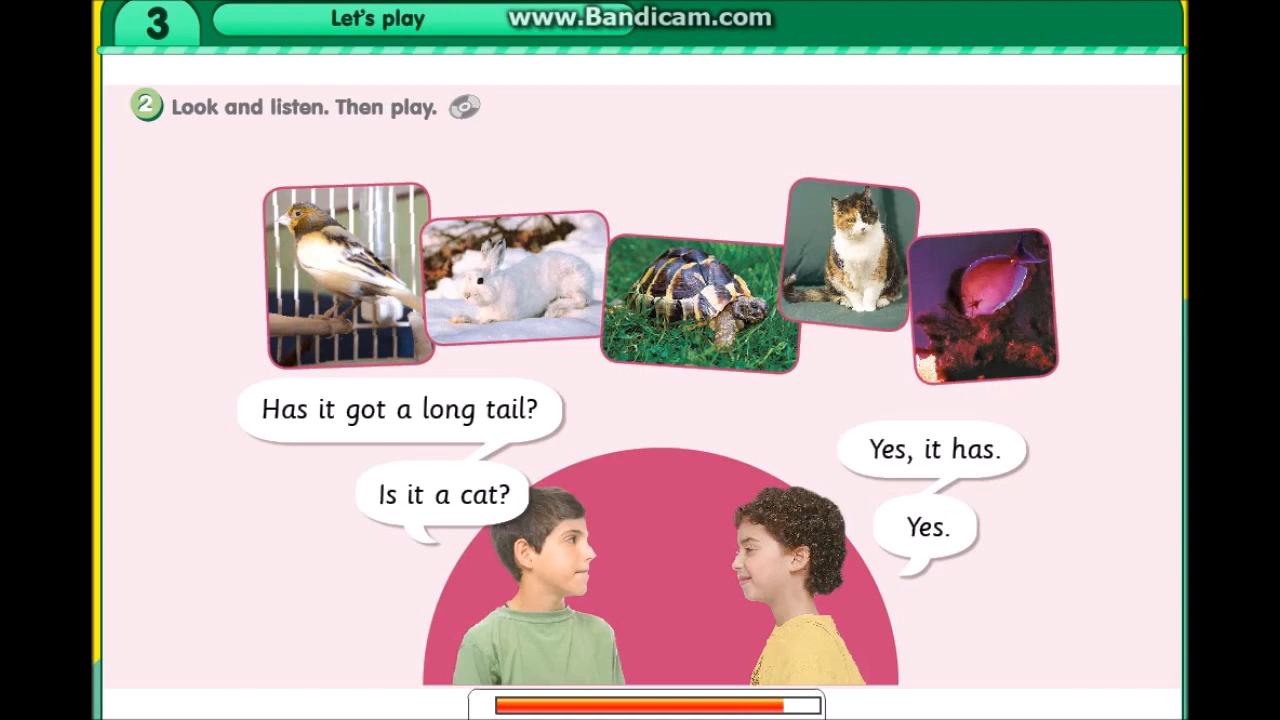 3
Let's play
www.Bandicam.com
2 Look and listen. Then play.
Has it got a long tail?
Yes, it has.
Is it a cat?
Yes.